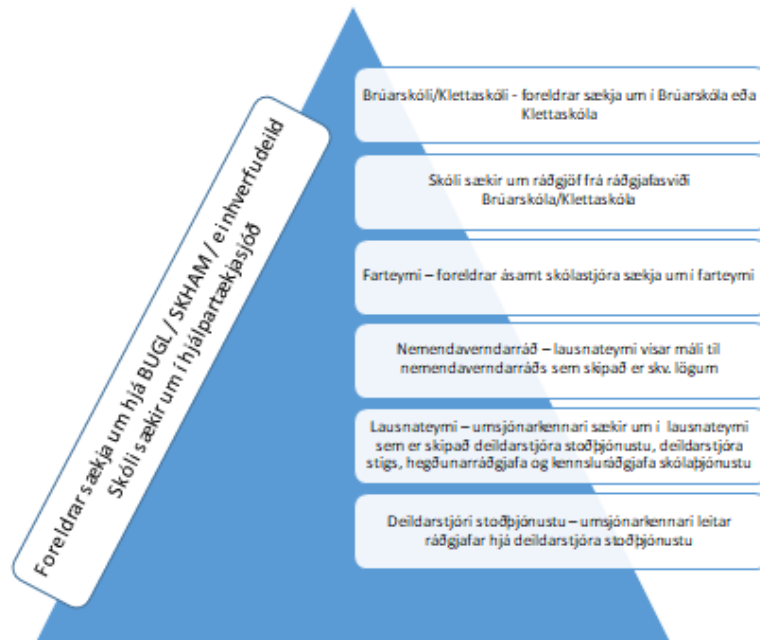 Foreldrar sækja um hjá BUGL / SKHAM / einhverfudeild
Skóli sækir um í hjálpartækjasjóð
Brúarskóli/Klettaskóli - foreldrar sækja um í Brúarskóla eða
Klettaskóla
Skóli sækir um ráðgjöf frá ráðgjafasviði
Brúarskóla/Klettaskóla
Farteymi – foreldrar ásamt skólastjóra sækja um í farteymi
Nemendaverndarráð – lausnateymi vísar máli til
nemendaverndarráðs sem skipað er skv. lögum
Lausnateymi – umsjónarkennari sækir um í lausnateymi
sem er skipað deildarstjóra stoðþjónustu, deildarstjóra
stigs, hegðunarráðgjafa og kennsluráðgjafa skólaþjónustu
Deildarstjóri stoðþjónustu – umsjónarkennari leitar
ráðgjafar hjá deildarstjóra stoðþjónustu